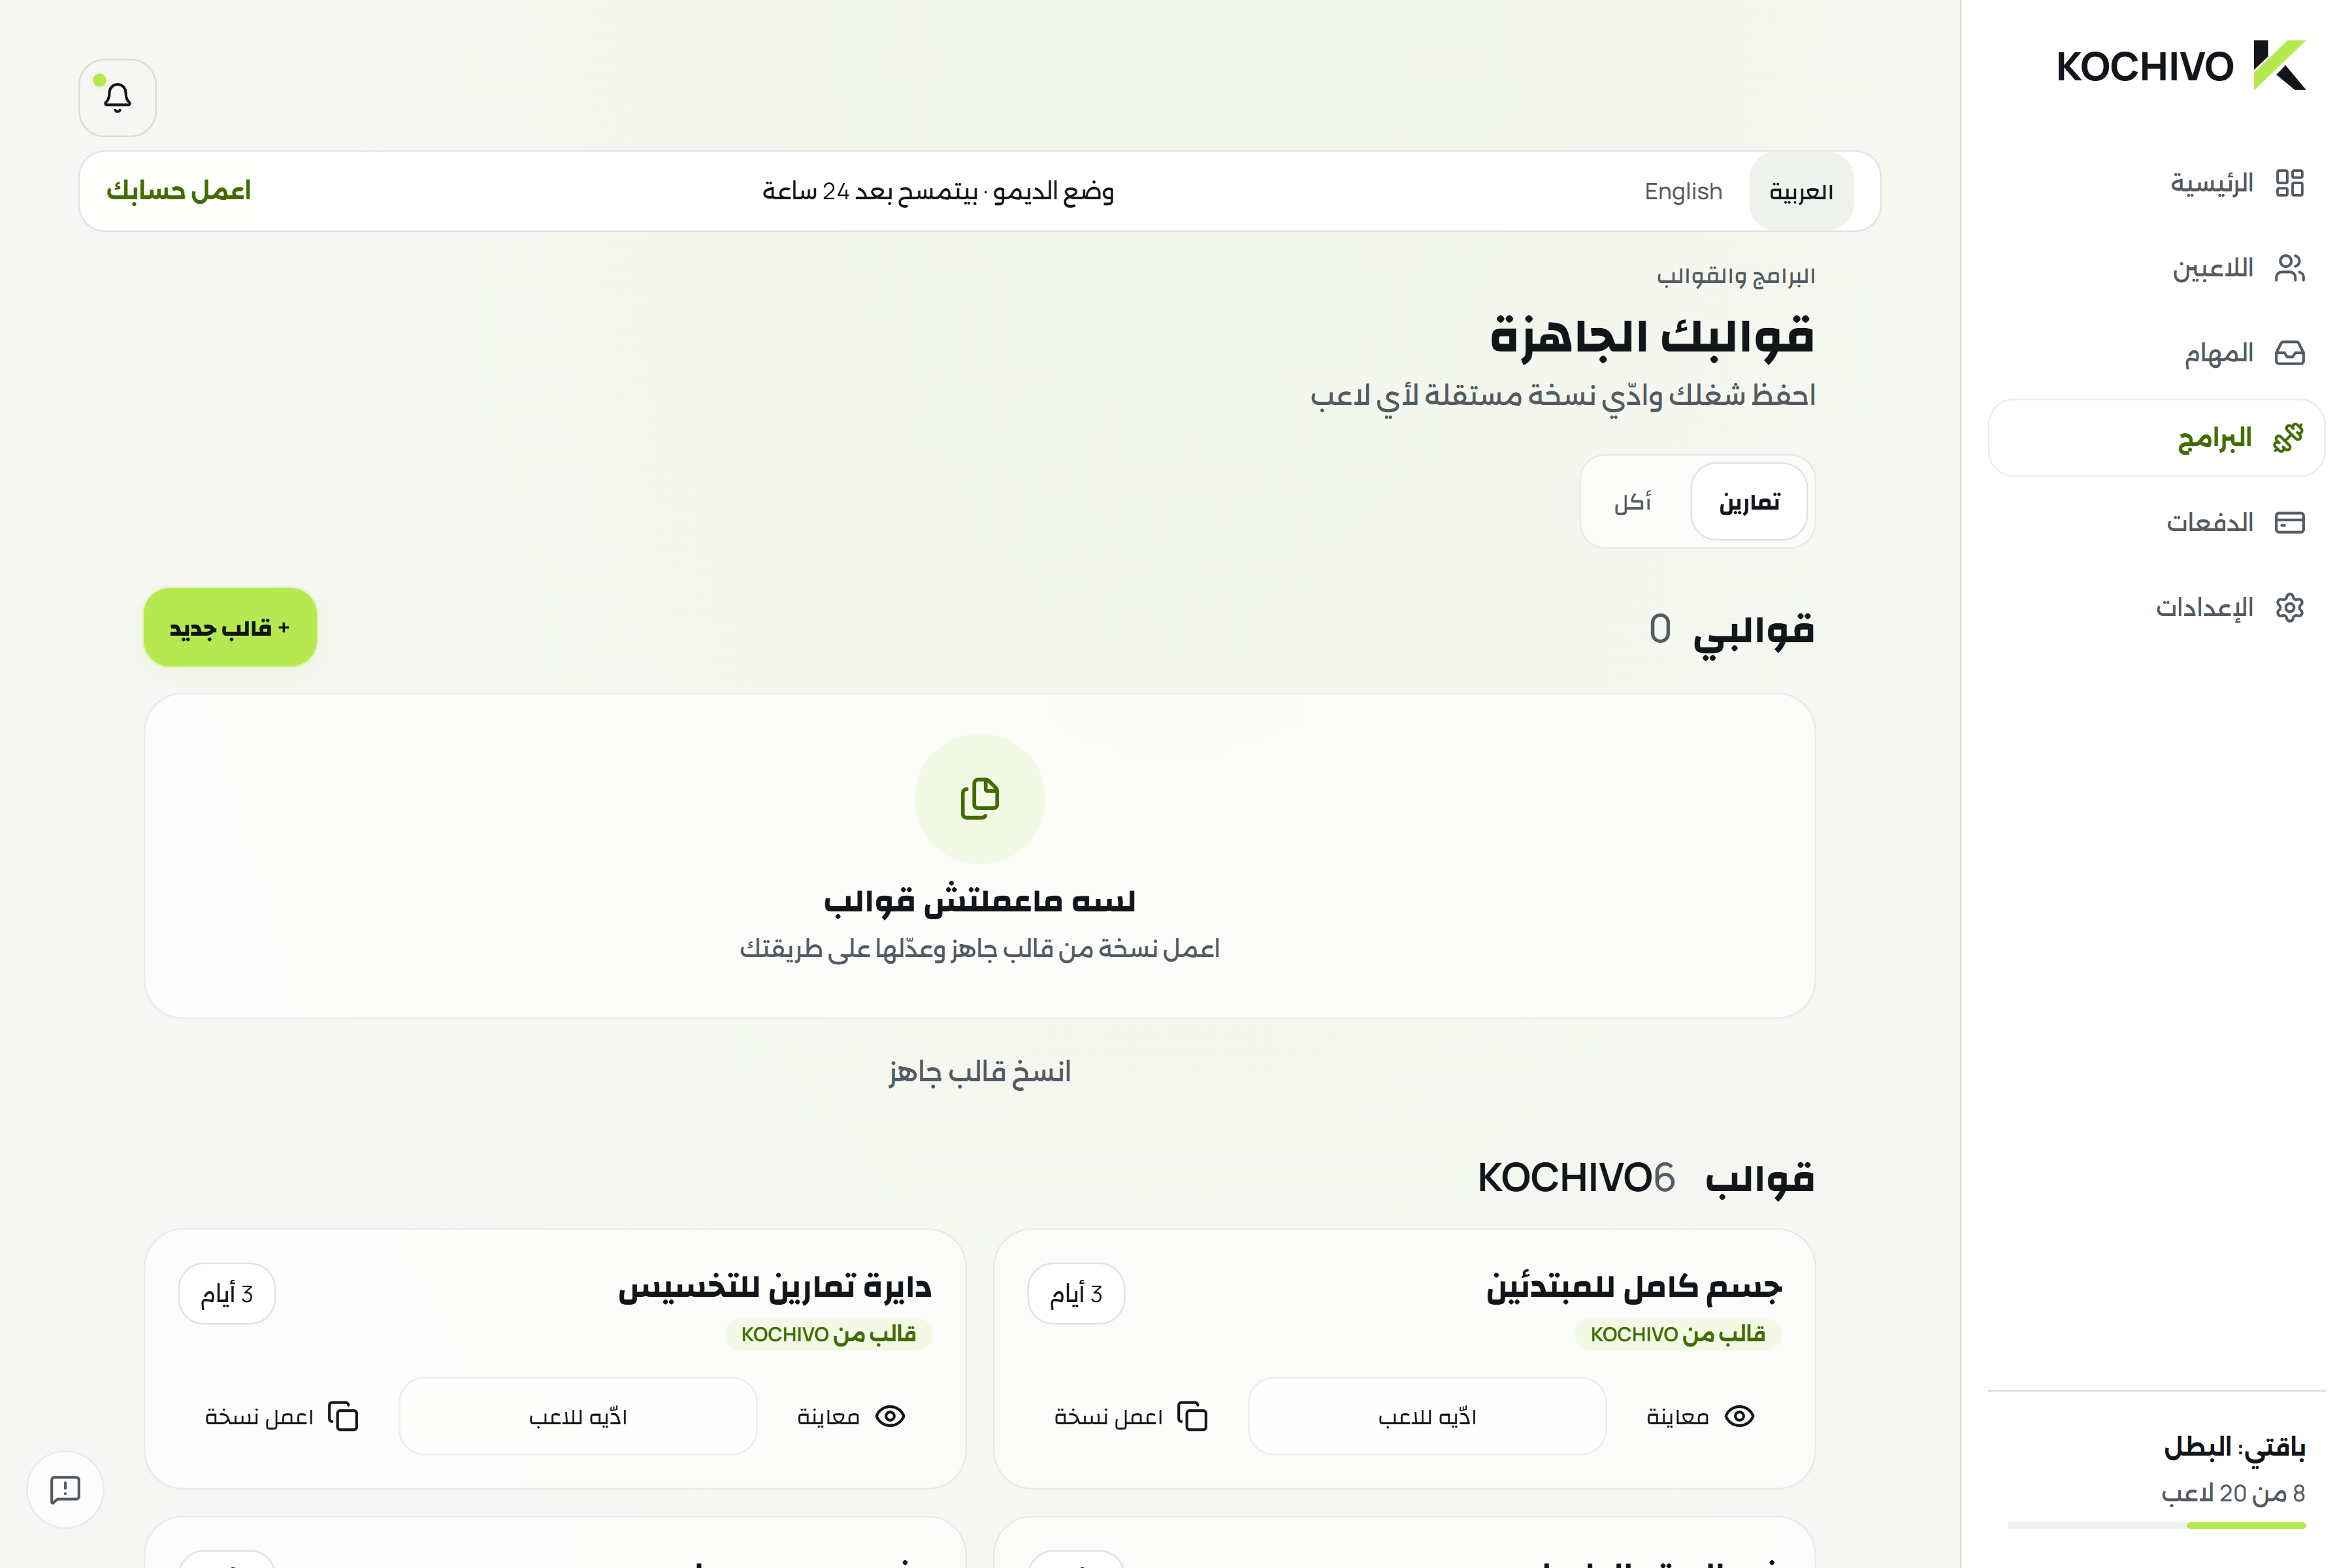 KOCHIVO
الرئيسية
اللاعبين
المهام
البرامج
الدفعات
الإعدادات
باقتي: البطل
8 من 20 لاعب
العربية
English
وضع الديمو · بيتمسح بعد 24 ساعة
اعمل حسابك
البرامج والقوالب
قوالبك الجاهزة
احفظ شغلك وادّي نسخة مستقلة لأي لاعب
تمارين
أكل
قوالبي 0
+ قالب جديد
لسه ماعملتش قوالب
اعمل نسخة من قالب جاهز وعدّلها على طريقتك
انسخ قالب جاهز
قوالب KOCHIVO6
جسم كامل للمبتدئين
3 أيام
قالب من KOCHIVO
معاينة
ادّيه للاعب
اعمل نسخة
دايرة تمارين للتخسيس
3 أيام
قالب من KOCHIVO
معاينة
ادّيه للاعب
اعمل نسخة